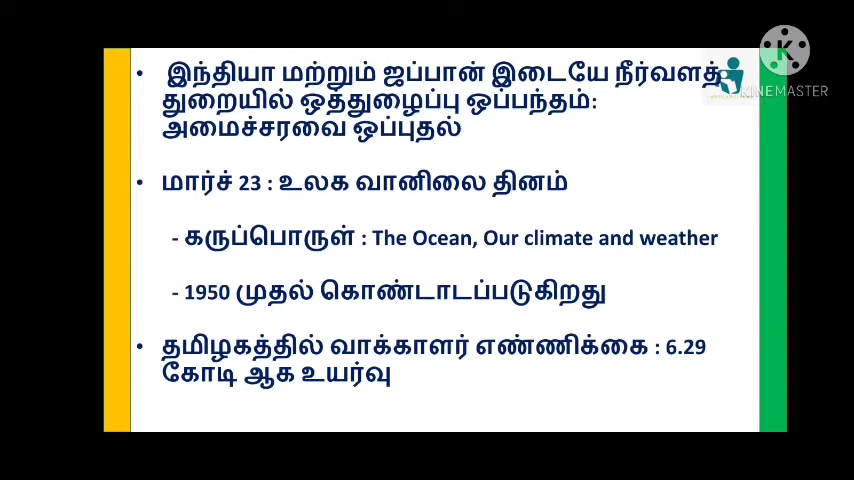 • இந்தியா மற்றும் ஜப்பான் இடையே நீர்வளத்
துறையில் ஒத்துழைப்பு ஒப்பந்தம்:
அமைச்சரவை ஒப்புதல்
• மார்ச் 23 : உலக வானிலை தினம்
- கருப்பொருள் : The Ocean, Our climate and weather
- 1950 முதல் கொண்டாடப்படுகிறது
• தமிழகத்தில் வாக்காளர் எண்ணிக்கை : 6.29
கோடி ஆக உயர்வு
K
KINEMASTER